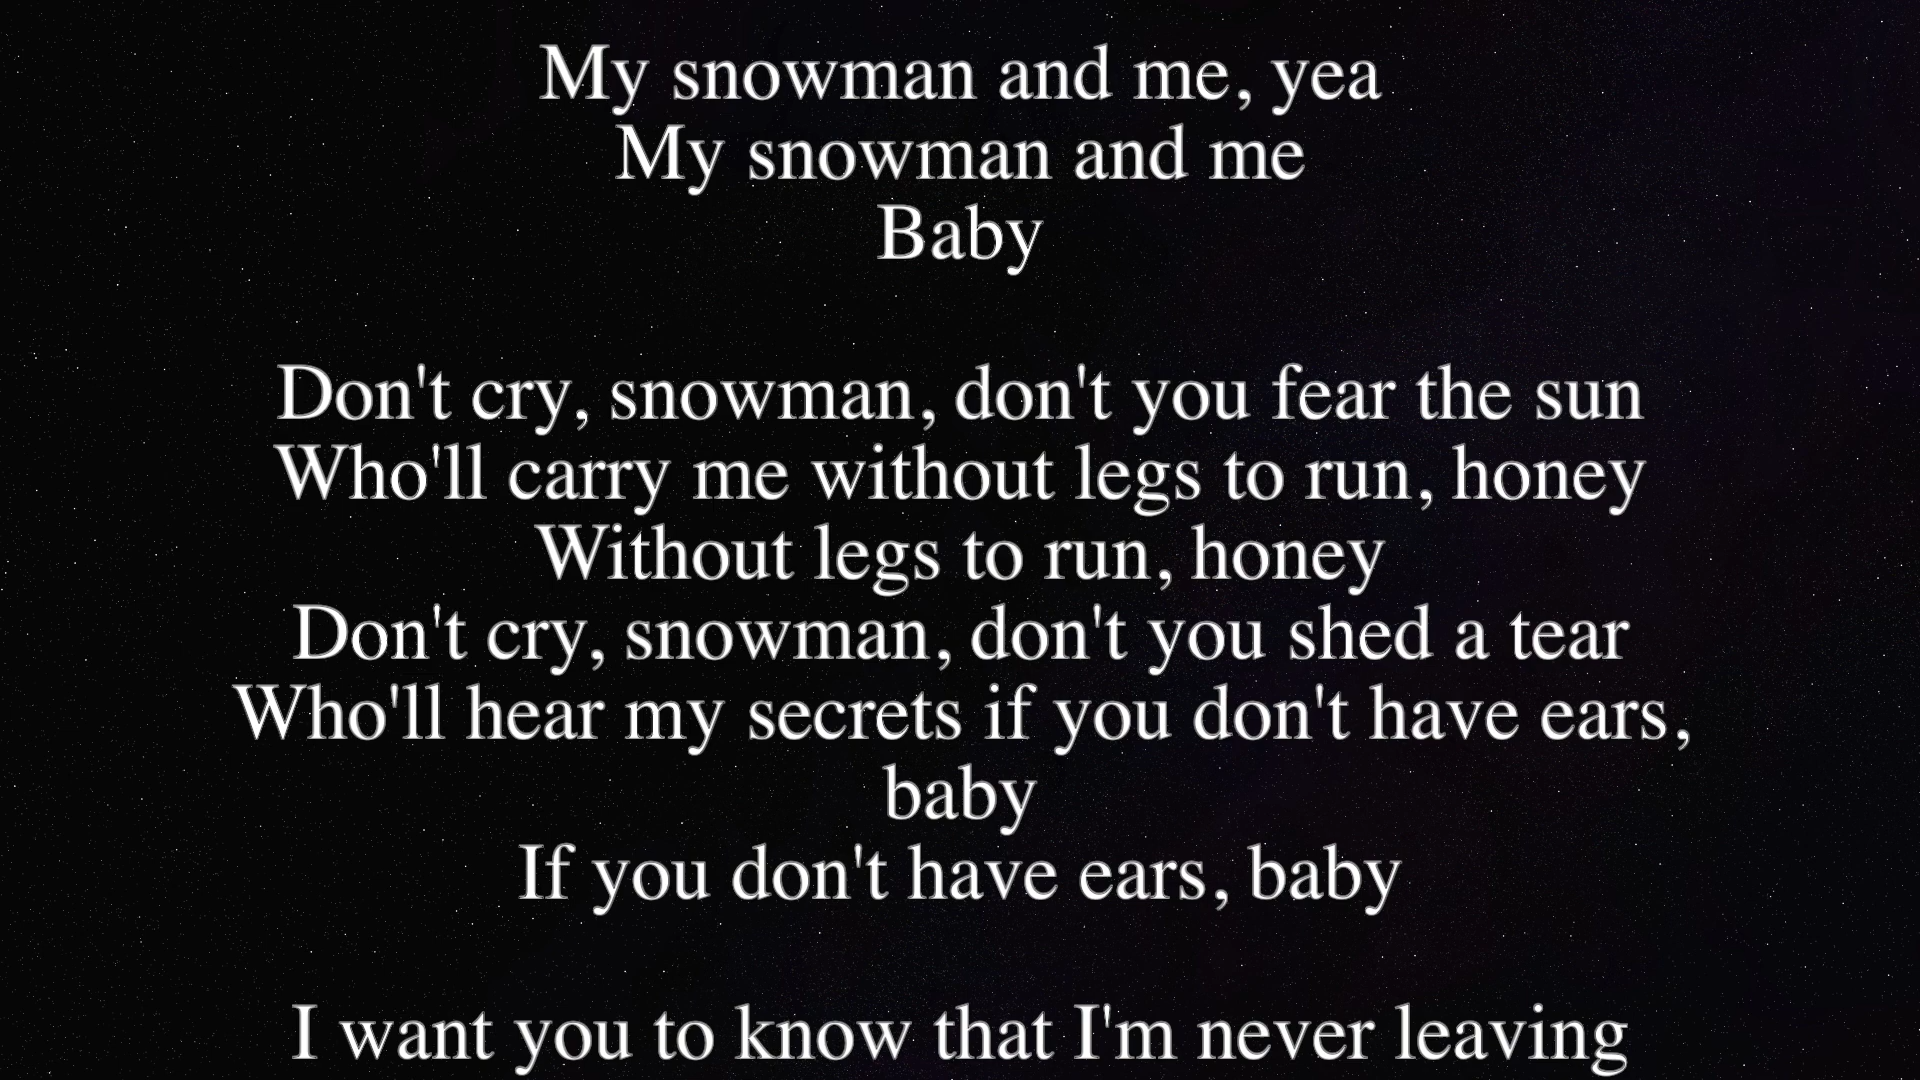 My snowman and me, yea
My snowman and me
Baby
Don't cry, snowman, don't you fear the sun
Who'll carry me without legs to run, honey
Without legs to run, honey
Don't cry, snowman, don't you shed a tear
Who'll hear my secrets if you don't have ears,
baby
If you don't have ears, baby
I want you to know that I'm never leaving